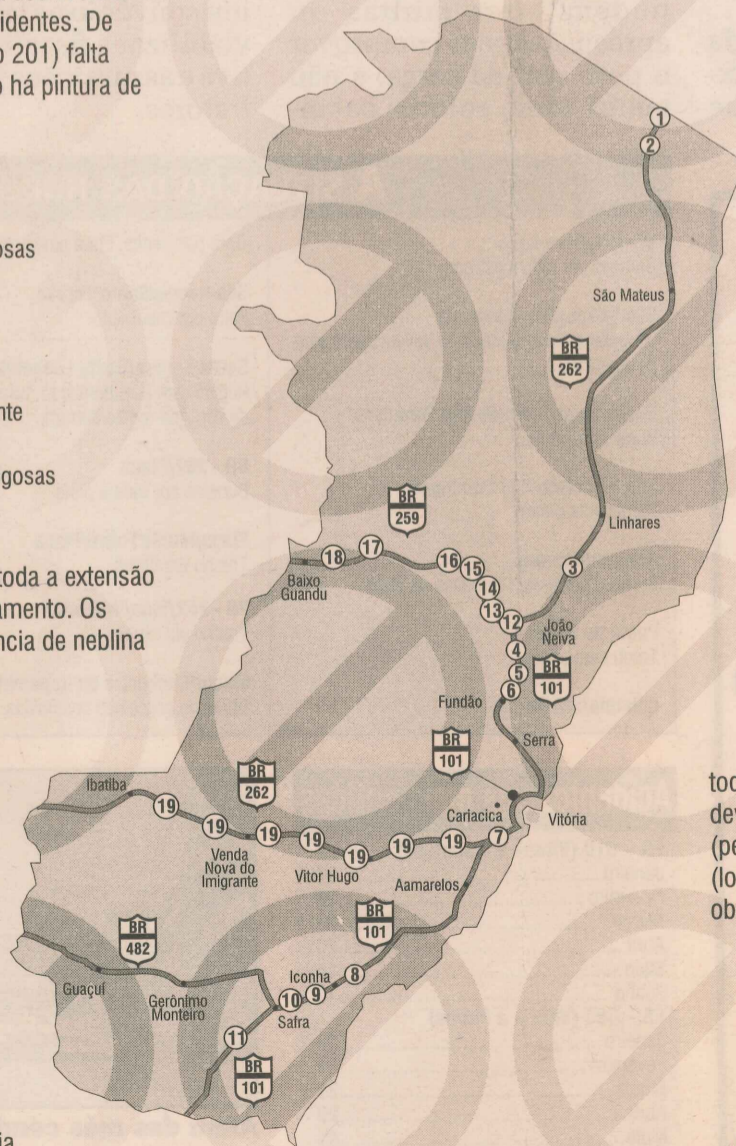 identes. De
o 201) falta
o há pintura de
osas
nte
gosas
toda a extensão
amento. Os
ncia de neblina
1
2
São Mateus
BR
262
Linhares
BR
259
3
18
17
16
15
14
13
12
Baixo
Guandu
João
Neiva
4
5
6
BR
101
Fundão
Serra
BR
101
Cariacica
Vitória
Ibatiba
BR
262
19
19
19
19
19
19
19
7
Venda
Nova do
Imigrante
Vitor Hugo
Aamarelos
BR
101
BR
482
Guaçuí
Gerônimo
Monteiro
Iconha
8
9
10
Safra
11
BR
101
toc
dev
(pe
(lo
ob
ia